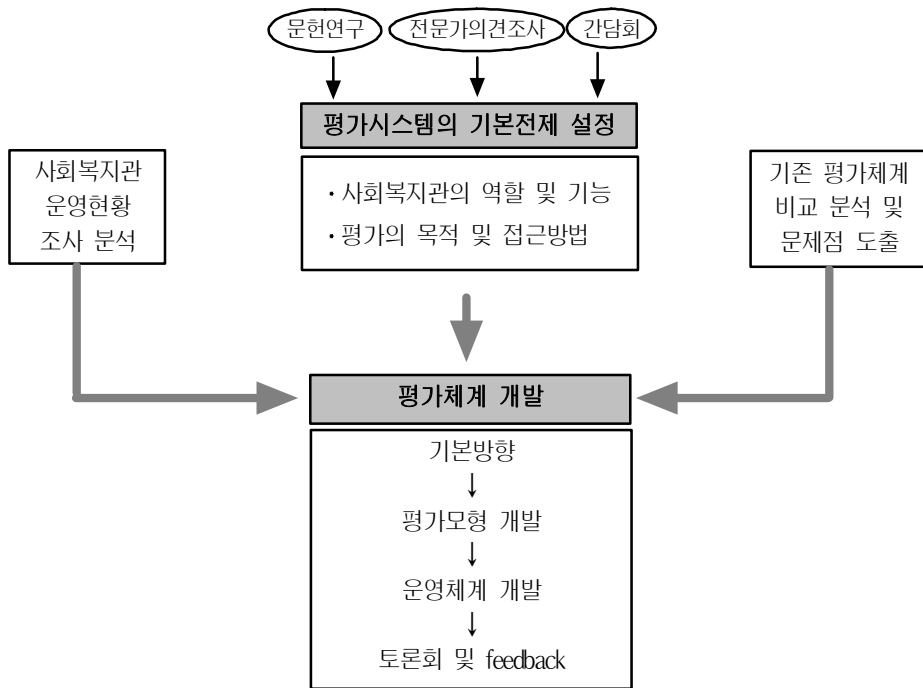 문헌연구 전문가의견조사 간담회
평가시스템의 기본전제 설정
사회복지관
운영현황
조사 분석
·사회복지관의 역할 및 기능
·평가의 목적 및 접근방법
기존 평가체계
비교 분석 및
문제점 도출
평가체계 개발
기본방향
↓
평가모형 개발
↓
운영체계 개발
↓
토론회 및 feedback